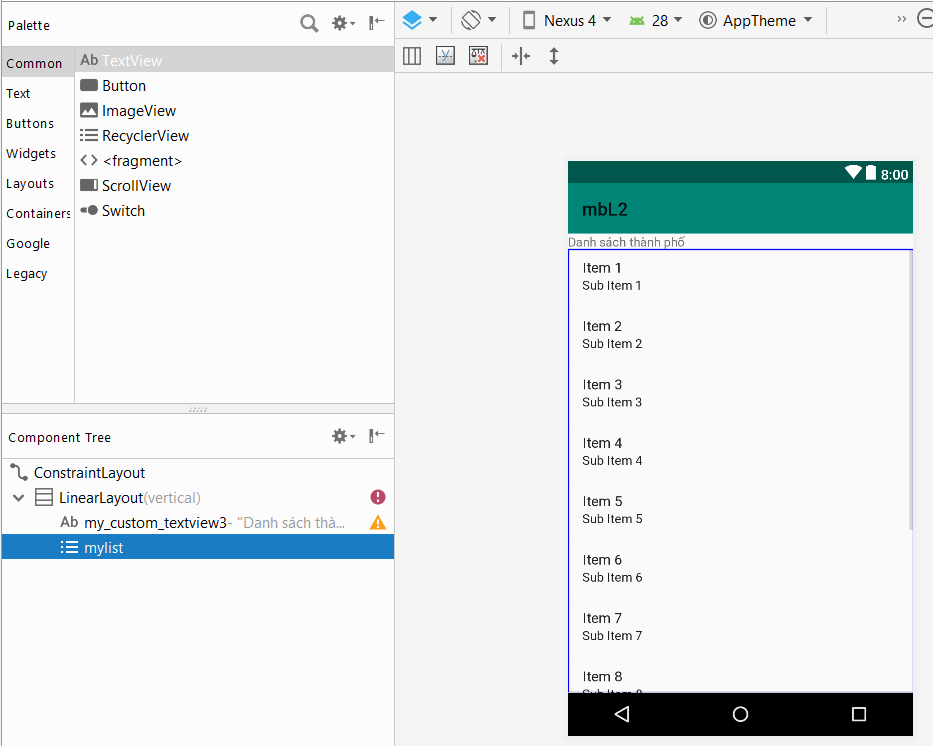 Palette
Common
Text
Buttons
Widgets
Layouts
Containers
Google
Legacy
Ab TextView
Button
ImageView
RecyclerView
<> <fragment>
ScrollView
Switch
Component Tree
ConstraintLayout
LinearLayout(vertical)
Ab my_custom_textview3- "Danh sách thà...
mylist
Nexus 4
28
AppTheme
»
8:00
mbL2
Danh sách thành phố
Item 1
Sub Item 1
Item 2
Sub Item 2
Item 3
Sub Item 3
Item 4
Sub Item 4
Item 5
Sub Item 5
Item 6
Sub Item 6
Item 7
Sub Item 7
Item 8
Sub Item 8